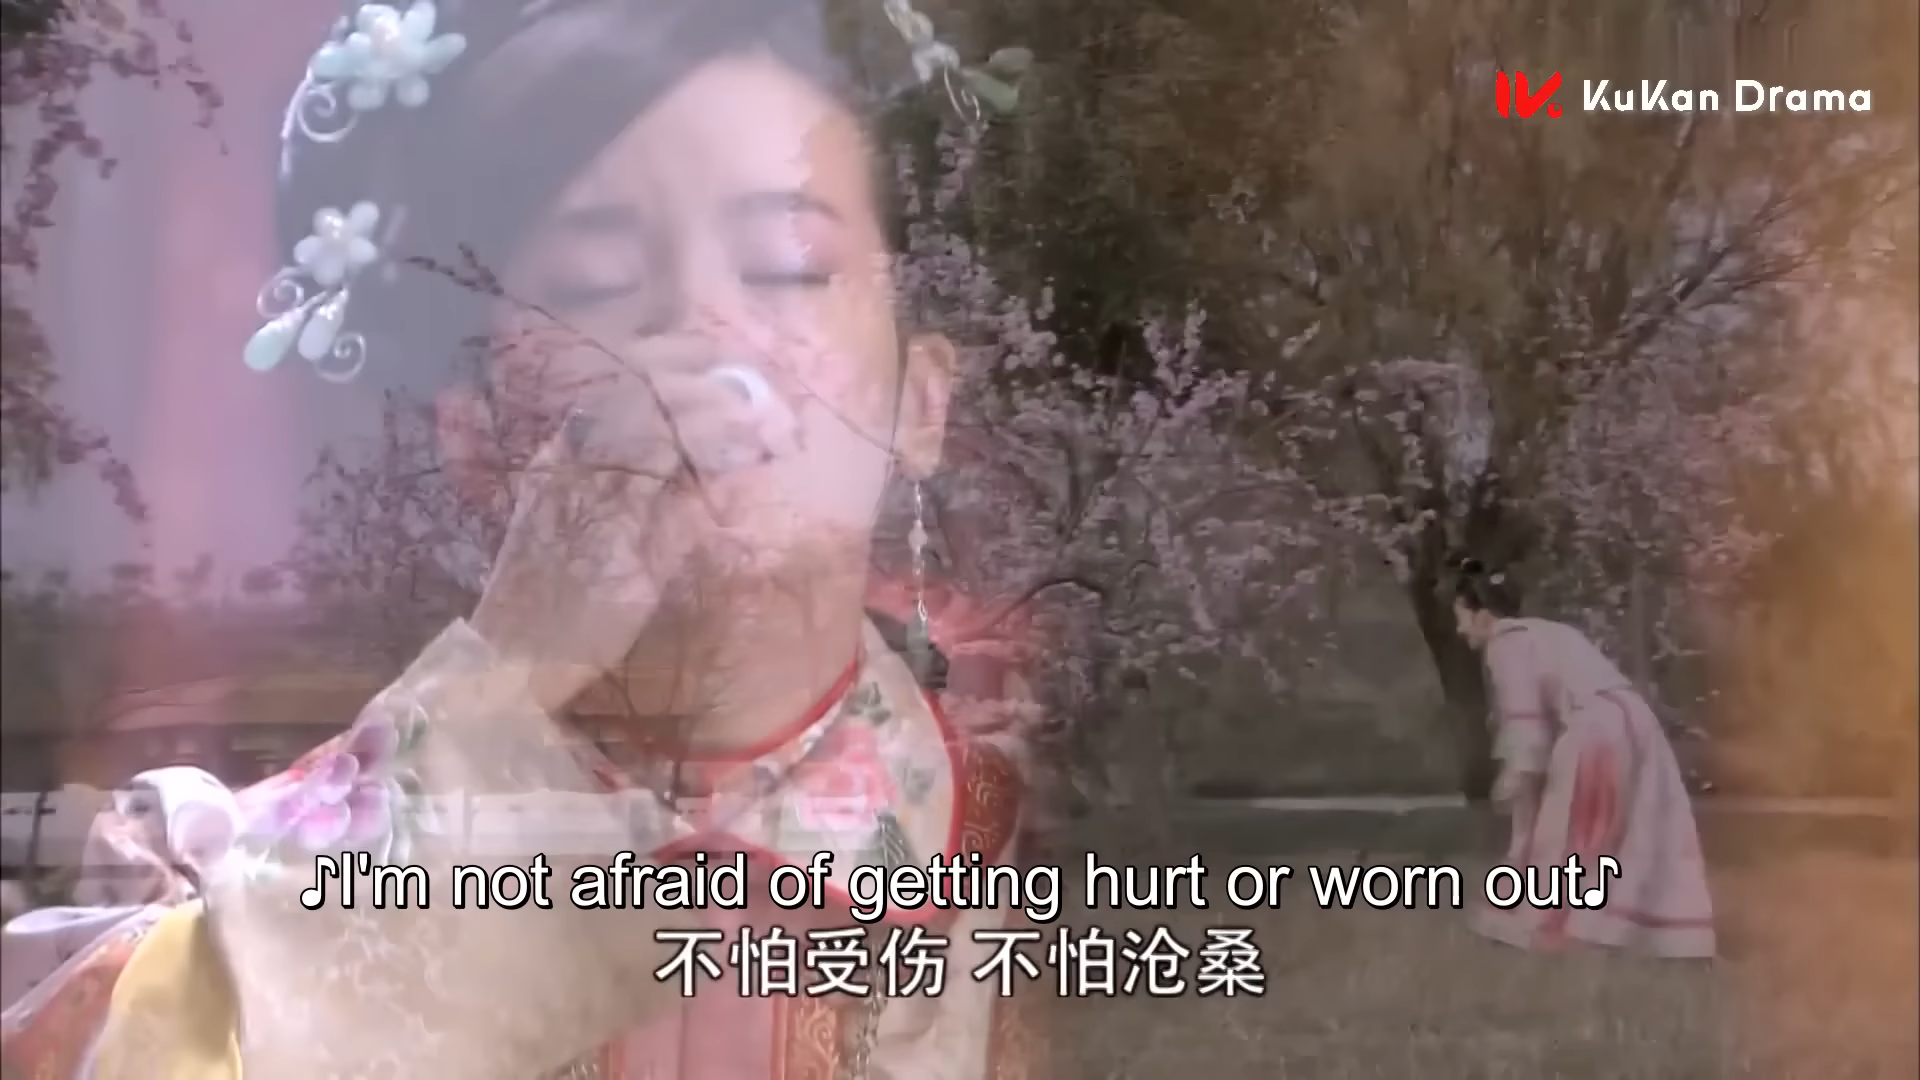 KuKan Drama
♪I'm not afraid of getting hurt or worn out♪
不怕受伤 不怕沧桑